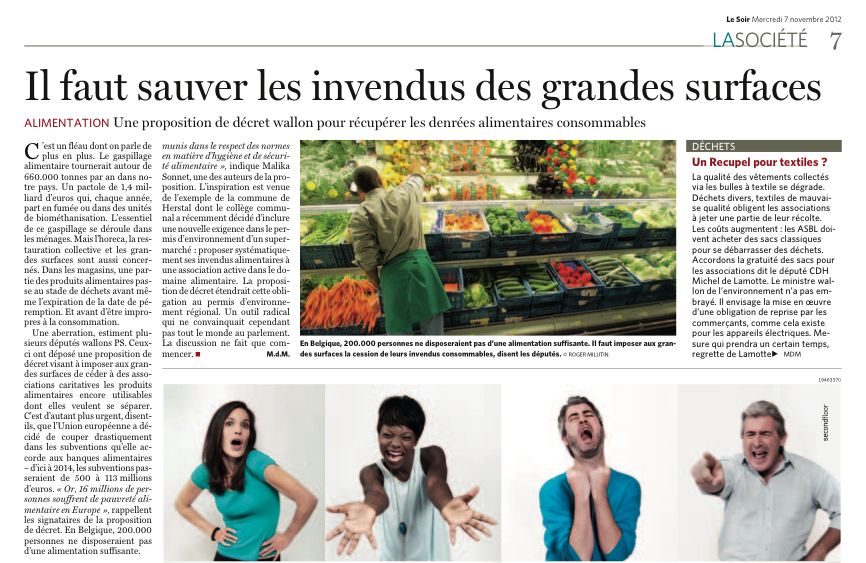 Le Soir Mercredi 7 novembre 2012
LASOCIÉTÉ 7
Il faut sauver les invendus des grandes surfaces
ALIMENTATION Une proposition de décret wallon pour récupérer les denrées alimentaires consommables
C'est un fléau dont on parle de
plus en plus. Le gaspillage
alimentaire tournerait autour de
660.000 tonnes par an dans no-
tre pays. Un pactole de 1,4 mil-
liard d'euros qui, chaque année,
part en fumée ou dans des unités
de biométhanisation. L'essentiel
de ce gaspillage se déroule dans
les ménages. Mais l'horeca, la res-
tauration collective et les gran-
des surfaces sont aussi concer-
nés. Dans les magasins, une par-
tie des produits alimentaires pas-
se au stade de déchets avant mê-
me l'expiration de la date de pé-
remption. Et avant d'être impro-
pres à la consommation.
Une aberration, estiment plu-
sieurs députés wallons PS. Ceux-
ci ont déposé une proposition de
décret visant à imposer aux gran-
des surfaces de céder à des asso-
ciations caritatives les produits
alimentaires encore utilisables
dont elles veulent se séparer.
C'est d'autant plus urgent, disent-
ils, que l'Union européenne a dé-
cidé de couper drastiquement
dans les subventions qu'elle ac-
corde aux banques alimentaires
– d'ici à 2014, les subventions pas-
seraient de 500 à 113 millions
d'euros. « Or, 16 millions de per-
sonnes souffrent de pauvreté ali-
mentaire en Europe », rappellent
les signataires de la proposition
de décret. En Belgique, 200.000
personnes ne disposeraient pas
d'une alimentation suffisante.
munis dans le respect des normes
en matière d'hygiène et de sécuri-
té alimentaire », indique Malika
Sonnet, une des auteurs de la pro-
position. L'inspiration est venue
de l'exemple de la commune de
Herstal dont le collège commu-
nal a récemment décidé d'inclure
une nouvelle exigence dans le per-
mis d'environnement d'un super-
marché : proposer systématique-
ment ses invendus alimentaires à
une association active dans le do-
maine alimentaire. La proposi-
tion de décret étendrait cette obli-
gation au permis d'environne-
ment régional. Un outil radical
qui ne convainquait cependant
pas tout le monde au parlement.
La discussion ne fait que com-
mencer. ■ M.d.M.
En Belgique, 200.000 personnes ne disposeraient pas d'une alimentation suffisante. Il faut imposer aux gran-
des surfaces la cession de leurs invendus consommables, disent les députés. © ROGER MILUTIN.
DÉCHETS
Un Recupel pour textiles ?
La qualité des vêtements collectés
via les bulles à textile se dégrade.
Déchets divers, textiles de mauvai-
se qualité obligent les associations
à jeter une partie de leur récolte.
Les coûts augmentent : les ASBL doi-
vent acheter des sacs classiques
pour se débarrasser des déchets.
Accordons la gratuité des sacs pour
les associations dit le député CDH
Michel de Lamotte. Le ministre wal-
lon de l'environnement n'a pas em-
brayé. Il envisage la mise en œuvre
d'une obligation de reprise par les
commerçants, comme cela existe
pour les appareils électriques. Me-
sure qui prendra un certain temps,
regrette de Lamotte▶ MDM
19463370
secondfloor